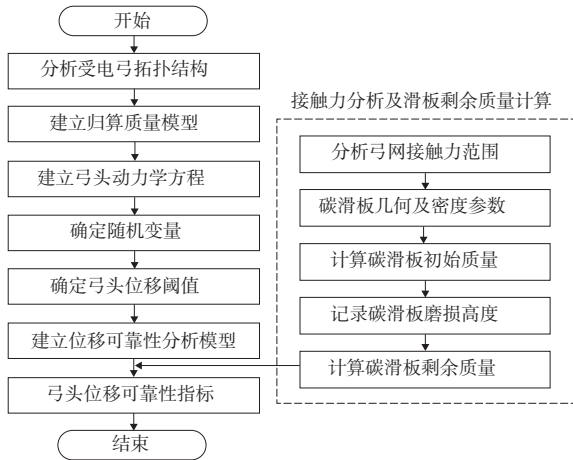 开始
分析受电弓拓扑结构
建立归算质量模型
建立弓头动力学方程
确定随机变量
确定弓头位移阈值
建立位移可靠性分析模型
弓头位移可靠性指标
结束
接触力分析及滑板剩余质量计算
分析弓网接触力范围
碳滑板几何及密度参数
计算碳滑板初始质量
记录碳滑板磨损高度
计算碳滑板剩余质量